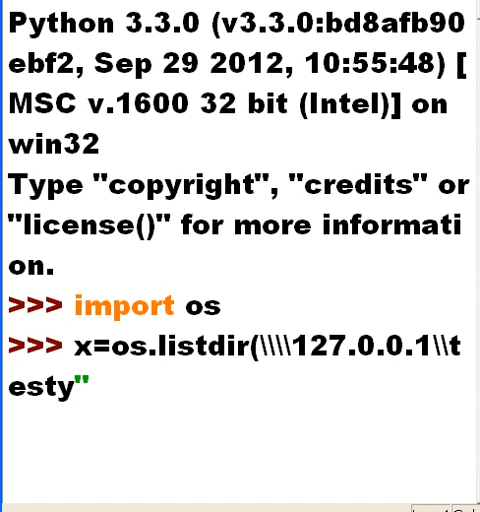 Python 3.3.0 (v3.3.0:bd8afb90
ebf2, Sep 29 2012, 10:55:48) [
MSC v.1600 32 bit (Intel)] on
win32
Type "copyright", "credits" or
"license()" for more informati
on.
>>> import os
>>> x=os.listdir(\\\\127.0.0.1\\t
esty"